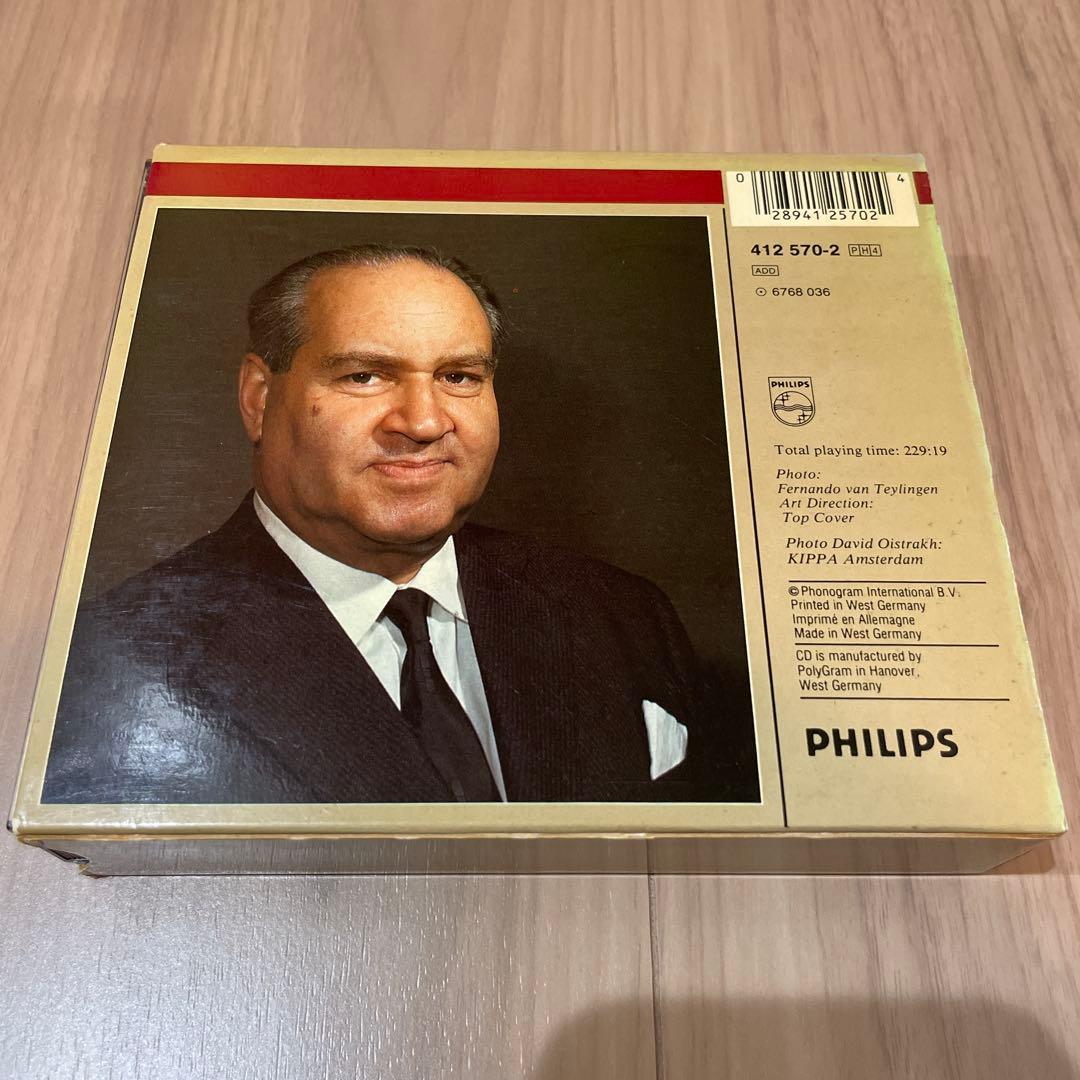 0 28941 25702 4
412 570-2 PH4
ADD
6768 036
PHILIPS
Total playing time: 229:19
Photo:
Fernando van Teylingen
Art Direction:
Top Cover
Photo David Oistrakh:
KIPPA Amsterdam
©Phonogram International B.V.
Printed in West Germany
Imprimé en Allemagne
Made in West Germany
CD is manufactured by
PolyGram in Hanover,
West Germany
PHILIPS